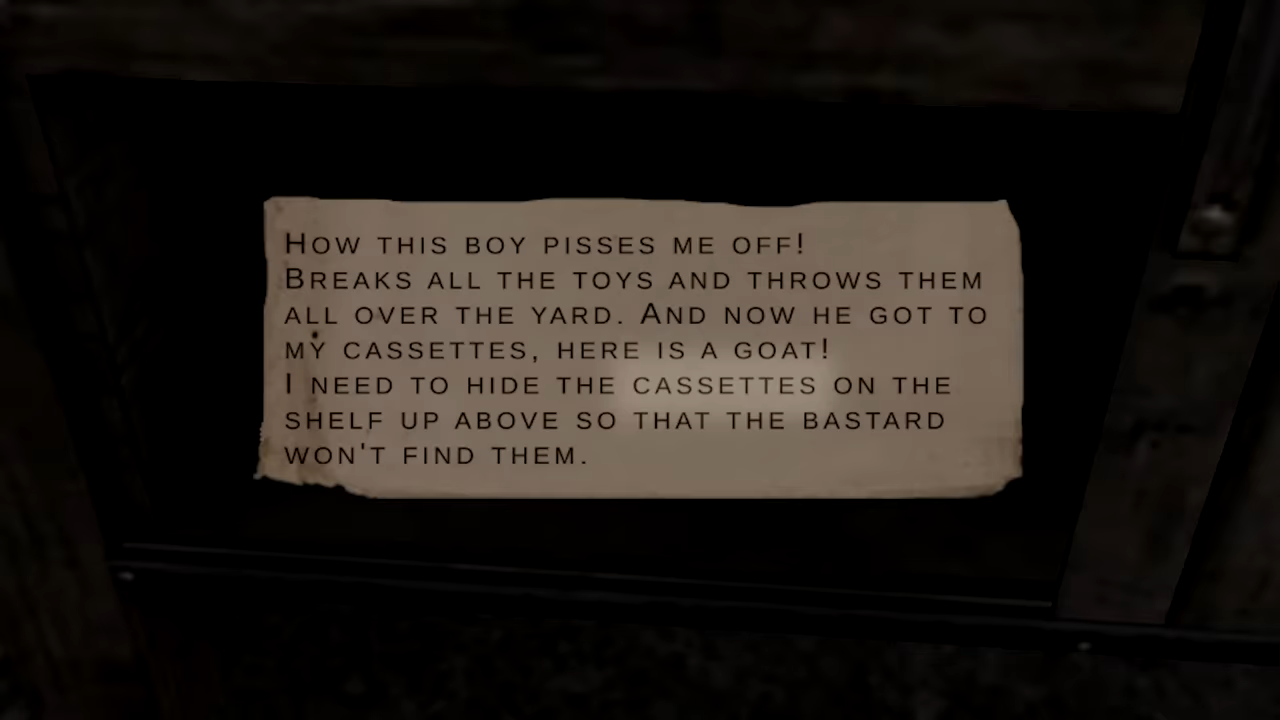 How this boy pisses me off!
Breaks all the toys and throws them
all over the yard. And now he got to
my cassettes, here is a goat!
I need to hide the cassettes on the
shelf up above so that the bastard
won't find them.